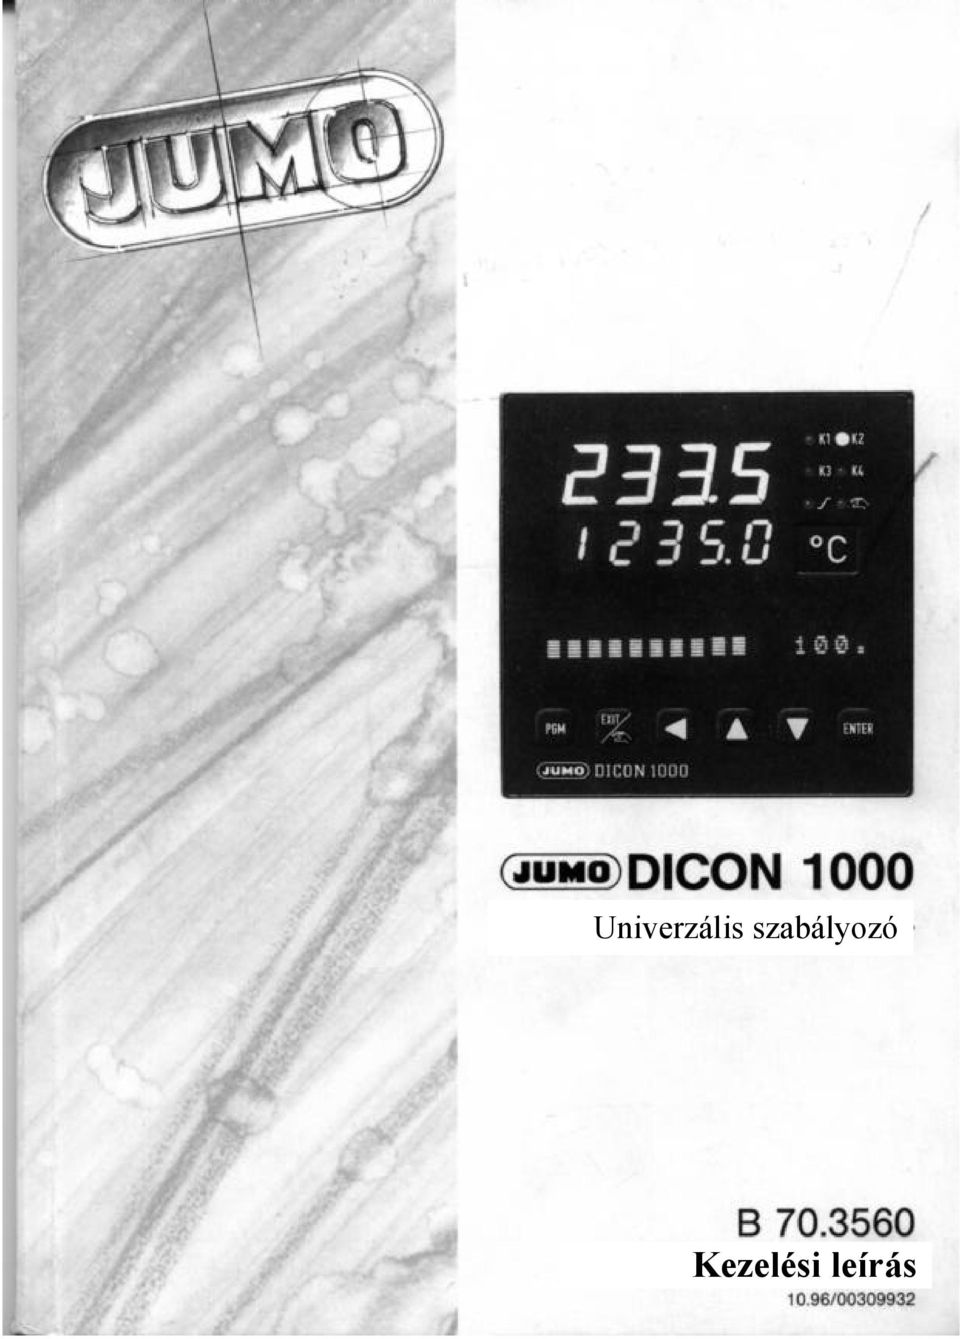 JUMO
233.5
K1 K2
K3 K4
1235.0
°C
100.
PGM
EXIT
ENTER
JUMO DICON 1000
JUMO DICON 1000
Univerzális szabályozó
B 70.3560
Kezelési leírás
10.96/00309932